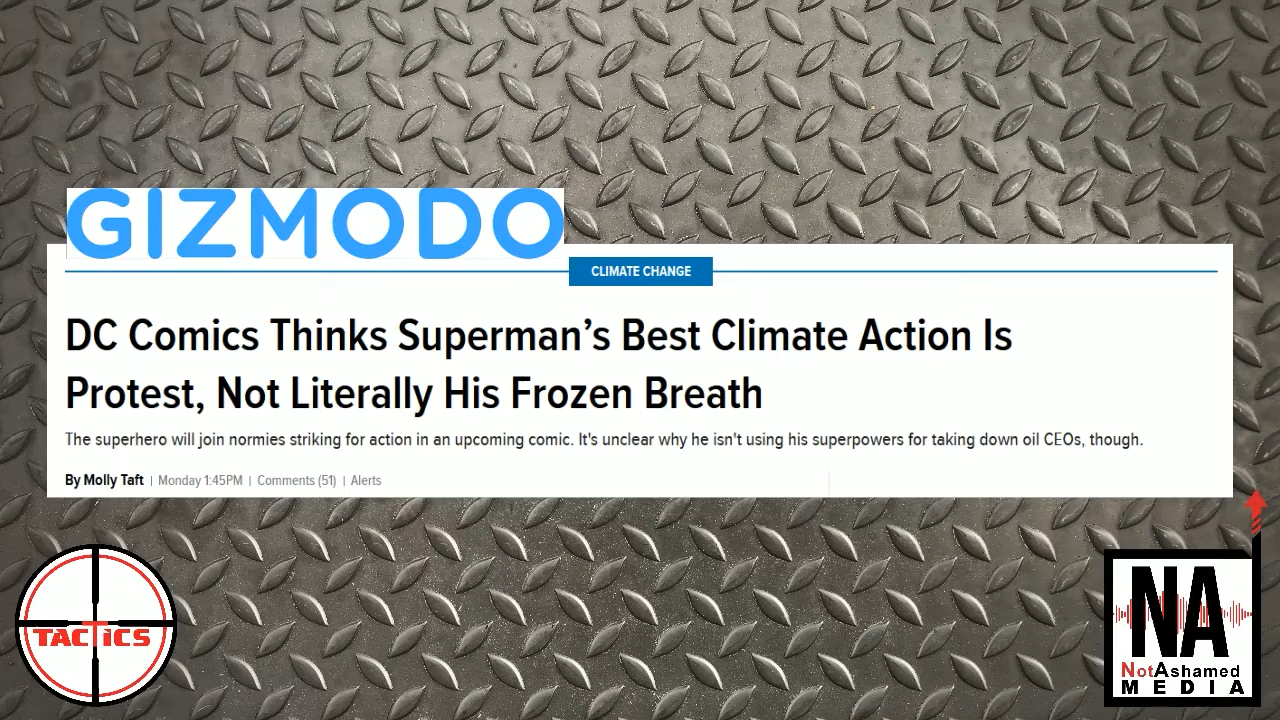 GIZMODO
CLIMATE CHANGE
DC Comics Thinks Superman’s Best Climate Action Is
Protest, Not Literally His Frozen Breath
The superhero will join normies striking for action in an upcoming comic. It's unclear why he isn't using his superpowers for taking down oil CEOs, though.
By Molly Taft | Monday 1:45PM | Comments (51) | Alerts
TACTICS
NA
NotAshamed
MEDIA